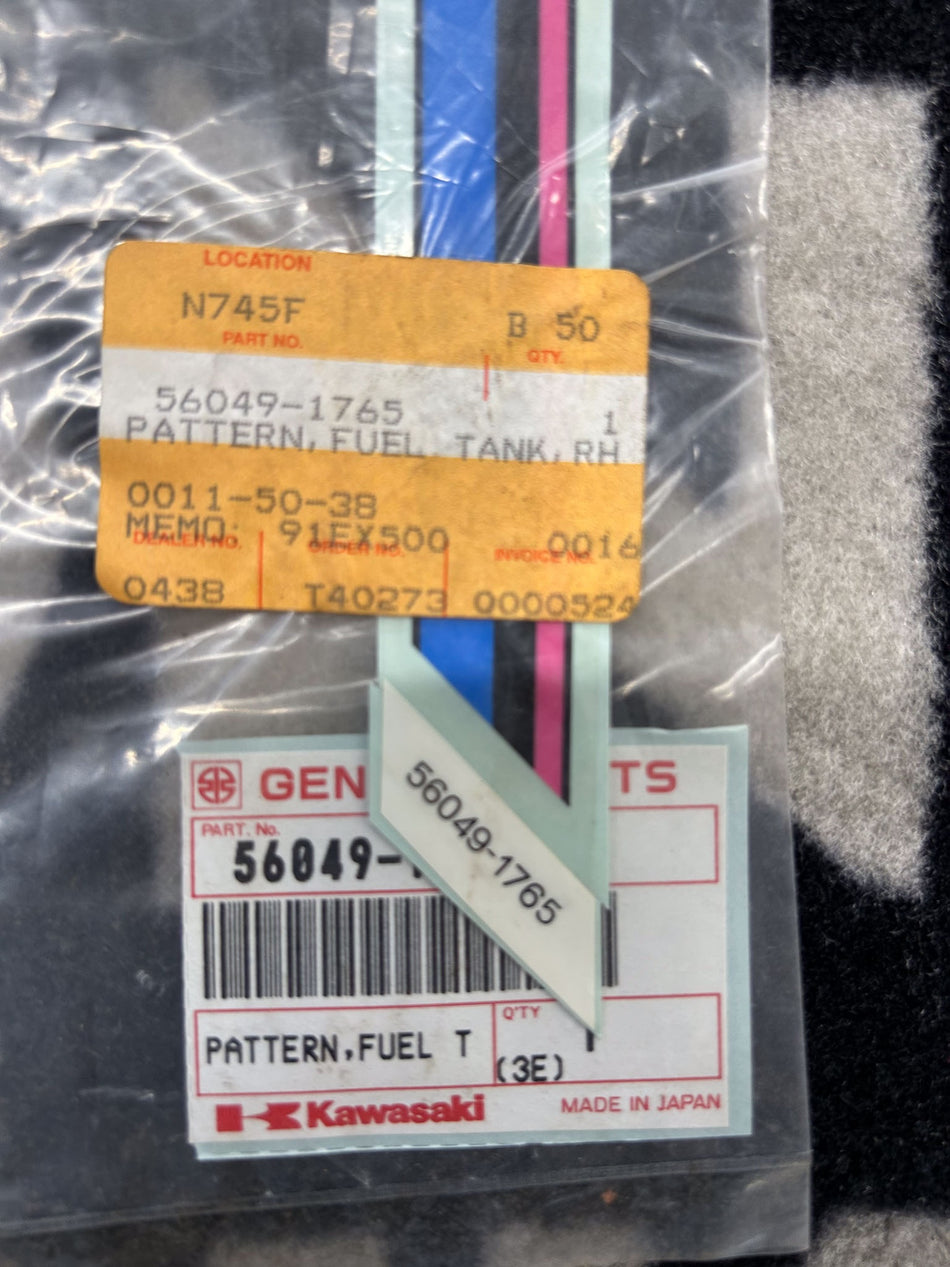 LOCATION
N745F
B 50
PART NO.
QTY.
56049-1765
1
PATTERN,FUEL TANK,RH
0011-50-38
MEMO: 91EX500
0016
DEALER NO.
ORDER NO.
INVOICE NO.
0438
T40273
0000524
56049-1765
GEN
TS
PART. No.
56049-
Q'TY
PATTERN,FUEL T
1
(3E)
Kawasaki
MADE IN JAPAN